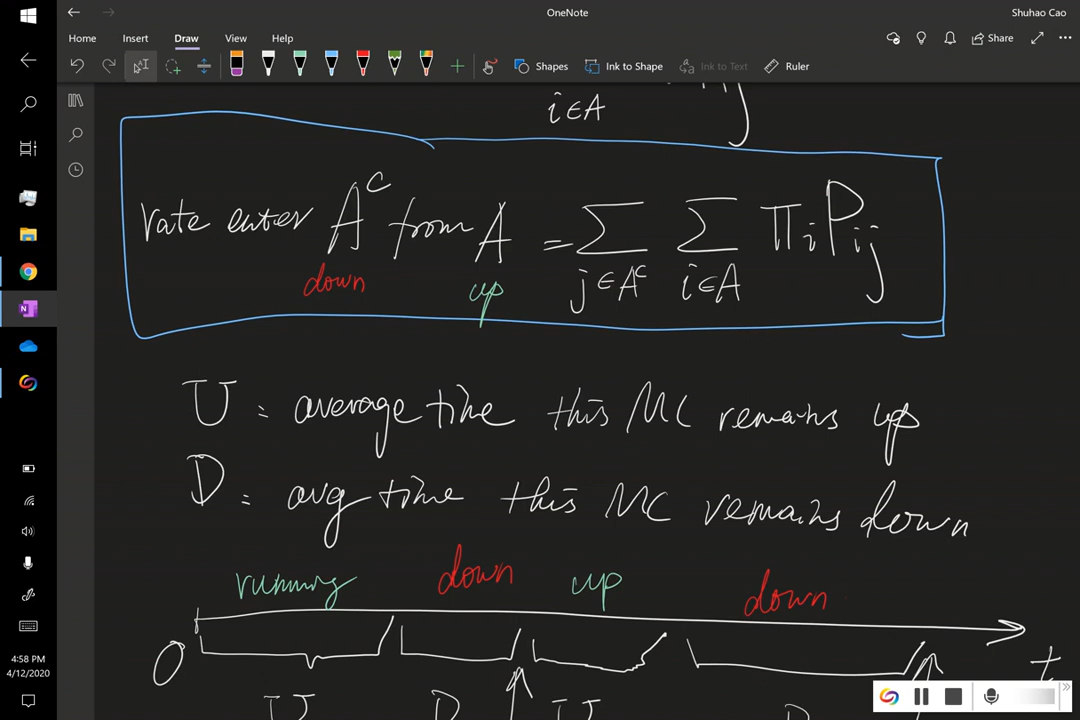 OneNote
Shuhao Cao
Home Insert Draw View Help
Share
Shapes
Ink to Shape
Ink to Text
Ruler
i∈A
j
rate enter A^c from A = ∑_{j∈A^c} ∑_{i∈A} π_i P_ij
down up
U = average time this MC remains up
D = avg time this MC remains down
running down up down
0 t
U D U D
4:58 PM
4/12/2020